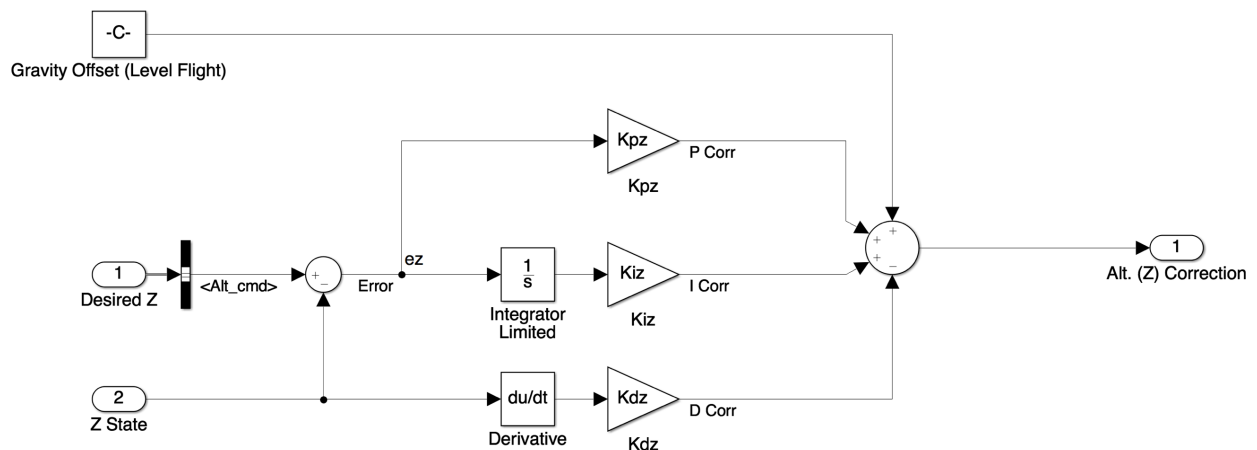 -C-
Gravity Offset (Level Flight)
Kpz
P Corr
Kpz
1
Desired Z
<Alt_cmd>
+
−
Error
ez
1
s
Integrator
Limited
Kiz
I Corr
Kiz
+
+
+
−
1
Alt. (Z) Correction
2
Z State
du/dt
Derivative
Kdz
D Corr
Kdz